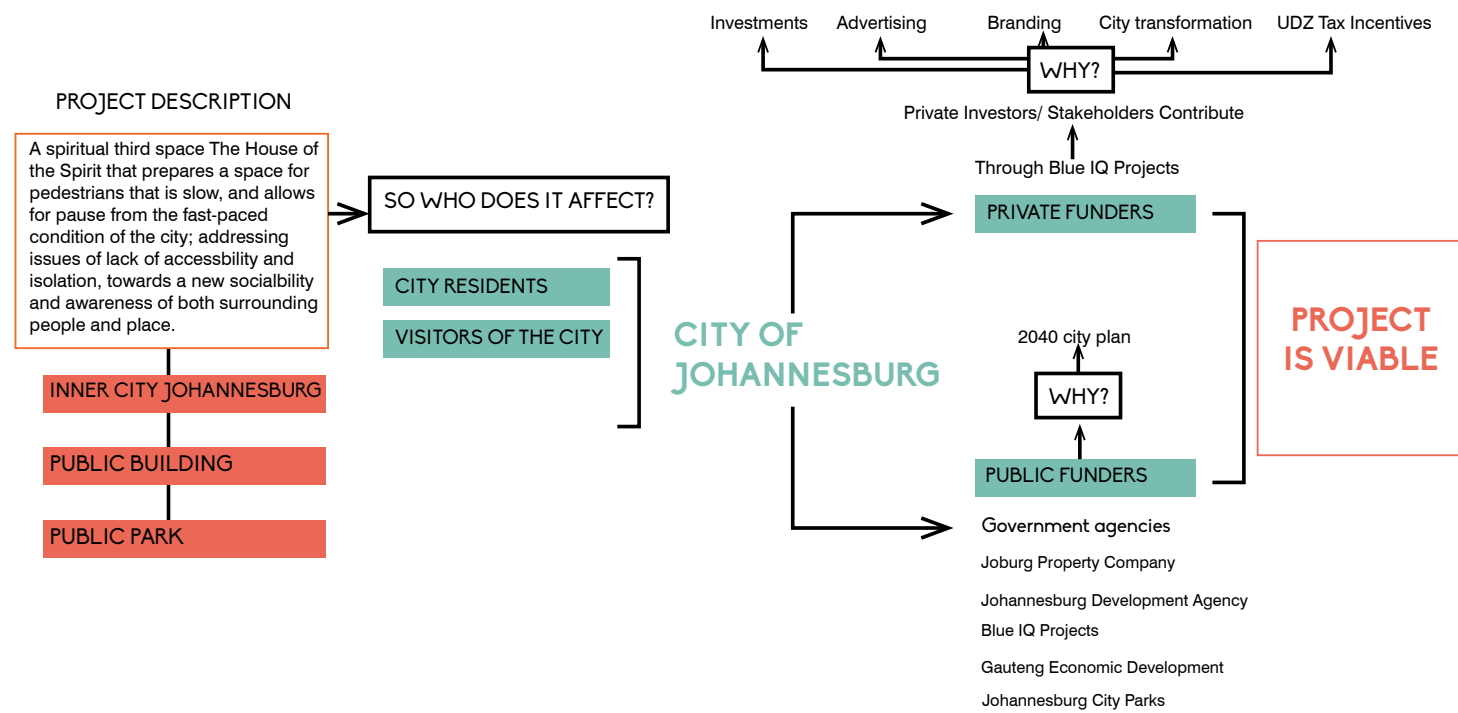 PROJECT DESCRIPTION
A spiritual third space The House of
the Spirit that prepares a space for
pedestrians that is slow, and allows
for pause from the fast-paced
condition of the city; addressing
issues of lack of accessbility and
isolation, towards a new socialbility
and awareness of both surrounding
people and place.
INNER CITY JOHANNESBURG
PUBLIC BUILDING
PUBLIC PARK
SO WHO DOES IT AFFECT?
CITY RESIDENTS
VISITORS OF THE CITY
CITY OF
JOHANNESBURG
Investments
Advertising
Branding
City transformation
UDZ Tax Incentives
WHY?
Private Investors/ Stakeholders Contribute
Through Blue IQ Projects
PRIVATE FUNDERS
2040 city plan
WHY?
PUBLIC FUNDERS
Government agencies
Joburg Property Company
Johannesburg Development Agency
Blue IQ Projects
Gauteng Economic Development
Johannesburg City Parks
PROJECT
IS VIABLE